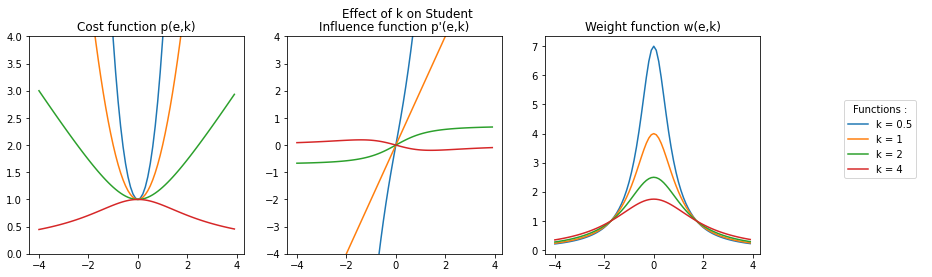 Effect of k on Student
Cost function p(e,k)
Influence function p'(e,k)
Weight function w(e,k)
4.0
3.5
3.0
2.5
2.0
1.5
1.0
0.5
0.0
−4 −2 0 2 4
4
3
2
1
0
−1
−2
−3
−4
−4 −2 0 2 4
7
6
5
4
3
2
1
0
−4 −2 0 2 4
Functions :
k = 0.5
k = 1
k = 2
k = 4